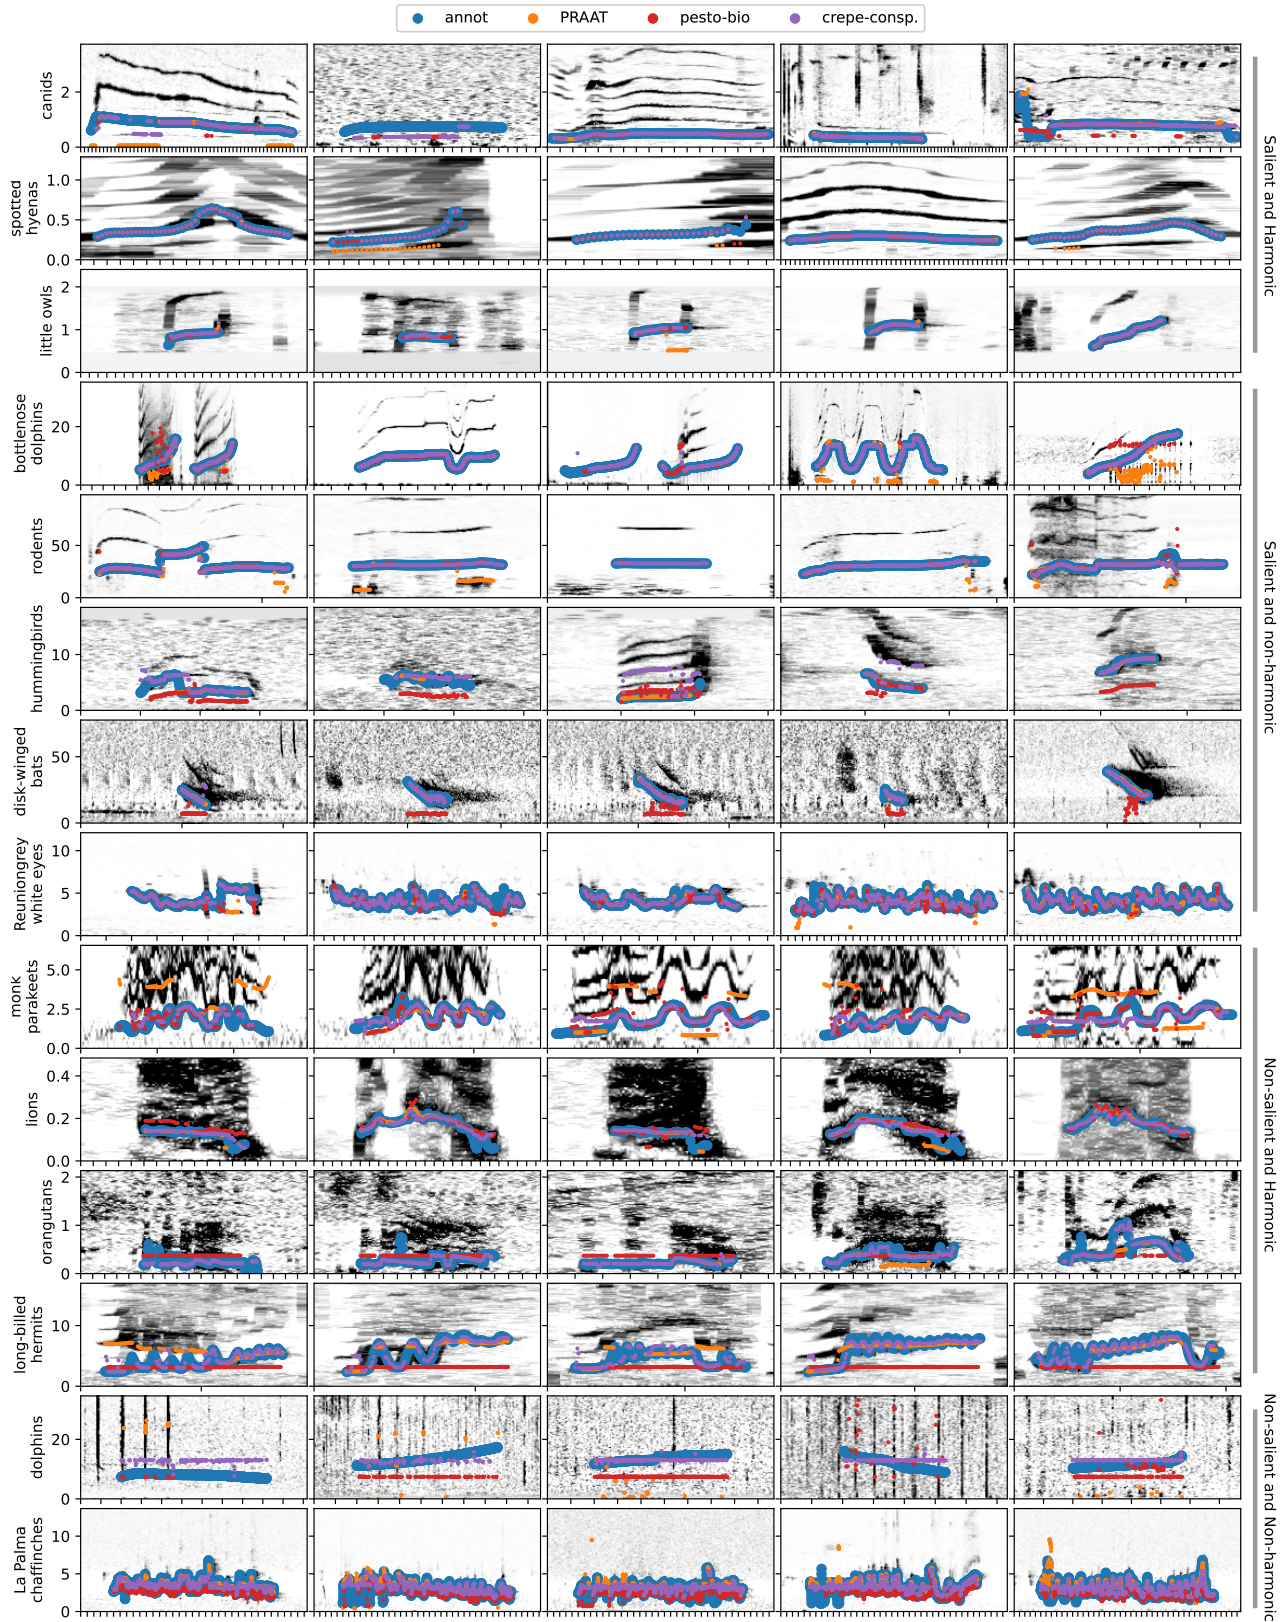 annot PRAAT pesto-bio crepe-consp.
canids
2
0
spotted
hyenas
1.0
0.5
0.0
little owls
2
1
0
Salient and Harmonic
bottlenose
dolphins
20
0
rodents
50
0
hummingbirds
10
0
disk-winged
bats
50
0
Reuniongrey
white eyes
10
5
0
Salient and non-harmonic
monk
parakeets
5.0
2.5
0.0
lions
0.4
0.2
0.0
orangutans
2
1
0
long-billed
hermits
10
0
Non-salient and Harmonic
dolphins
20
0
La Palma
chaffinches
10
5
0
Non-salient and Non-harmonic